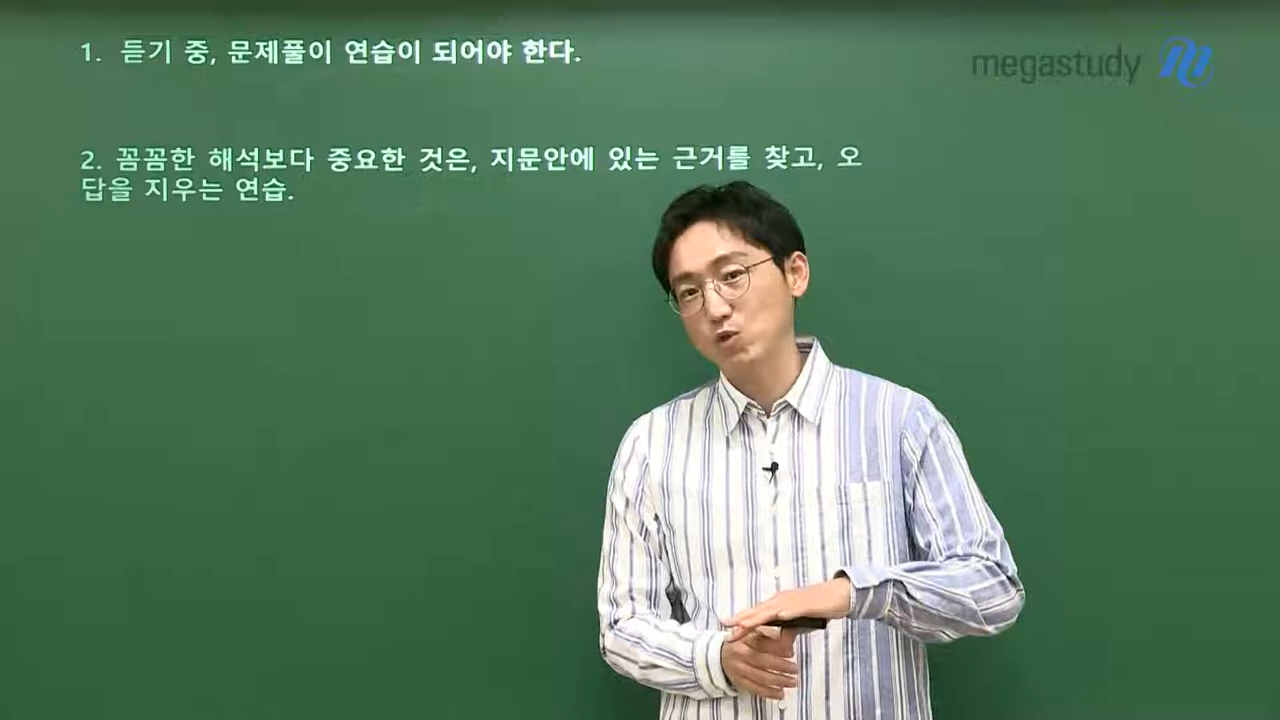 1. 듣기 중, 문제풀이 연습이 되어야 한다.
megastudy
2. 꼼꼼한 해석보다 중요한 것은, 지문안에 있는 근거를 찾고, 오
답을 지우는 연습.